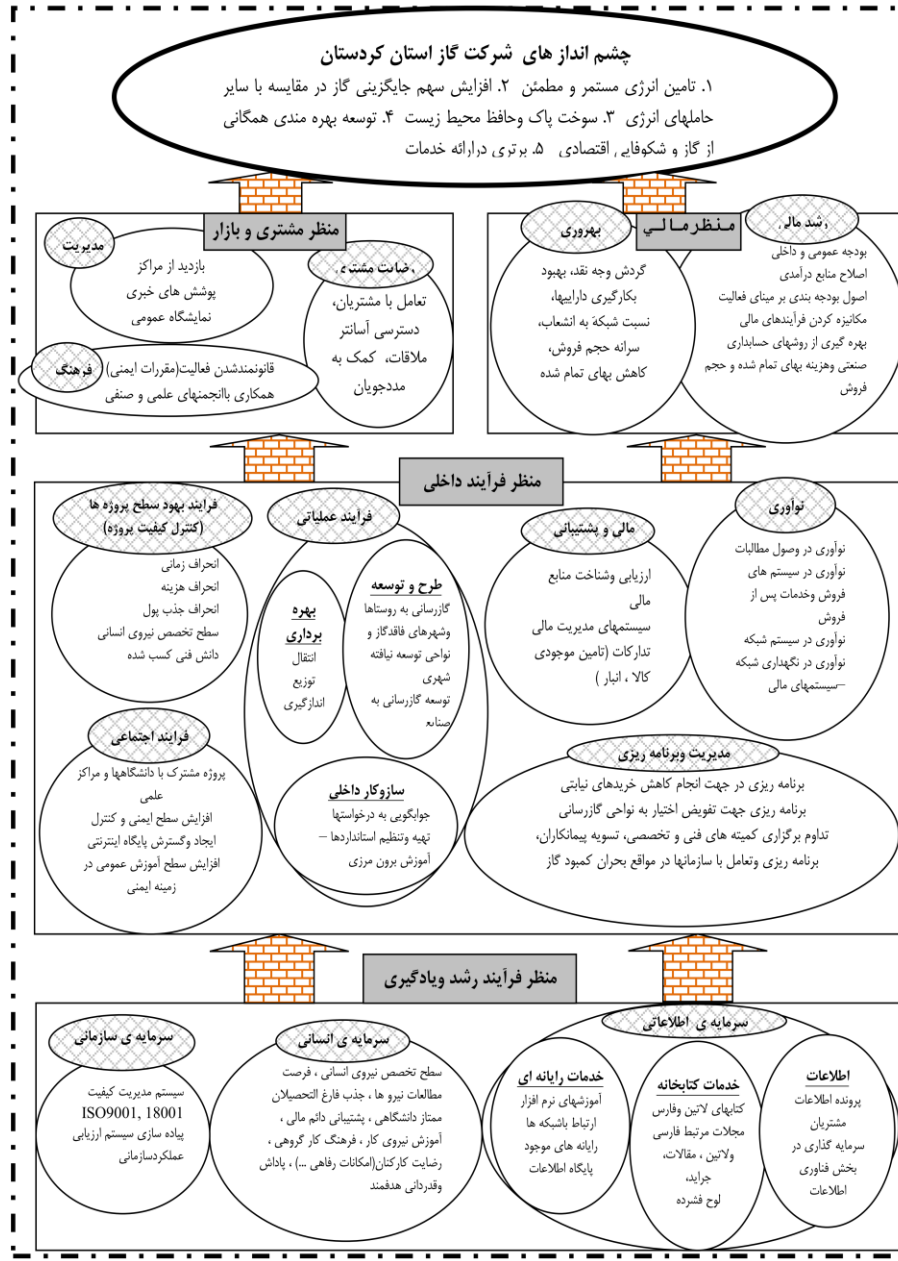 چشم انداز های شرکت گاز استان کردستان
۱. تامین انرژی مستمر و مطمئن ۲. افزایش سهم جایگزینی گاز در مقایسه با سایر
حاملهای انرژی ۳. سوخت پاک وحافظ محیط زیست ۴. توسعه بهره مندی همگانی
از گاز و شکوفایی اقتصادی ۵. برتری درارائه خدمات
منظر مالي
رشد مالی
بودجه عمومی و داخلی
اصلاح منابع درآمدی
اصول بودجه بندی بر مبنای فعالیت
مکانیزه کردن فرآیندهای مالی
بهره گیری از روشهای حسابداری
صنعتی وهزینه بهای تمام شده و حجم
فروش
بهروری
گردش وجه نقد، بهبود
بکارگیری داراییها،
نسبت شبکه به انشعاب،
سرانه حجم فروش،
کاهش بهای تمام شده
منظر مشتری و بازار
رضایت مشتری
تعامل با مشتریان،
دسترسی آسانتر
ملاقات، کمک به
مددجویان
مدیریت
بازدید از مراکز
پوشش های خبری
نمایشگاه عمومی
فرهنگ
قانونمندشدن فعالیت(مقررات ایمنی)
همکاری باانجمنهای علمی و صنفی
منظر فرآیند داخلی
نوآوری
نوآوری در وصول مطالبات
نوآوری در سیستم های
فروش وخدمات پس از
فروش
نوآوری در سیستم شبکه
نوآوری در نگهداری شبکه
–سیستمهای مالی
مالی و پشتیبانی
ارزیابی وشناخت منابع
مالی
سیستمهای مدیریت مالی
تدارکات (تامین موجودی
کالا ، انبار )
فرآیند عملیاتی
طرح و توسعه
گازرسانی به روستاها
وشهرهای فاقدگاز و
نواحی توسعه نیافته
شهری
توسعه گازرسانی به
صنایع
بهره
برداری
انتقال
توزیع
اندازگیری
سازوکار داخلی
جوابگویی به درخواستها
تهیه وتنظیم استانداردها –
آموزش برون مرزی
فرایند بهود سطح پروژه ها
(کنترل کیفیت پروژه)
انحراف زمانی
انحراف هزینه
انحراف جذب پول
سطح تخصص نیروی انسانی
دانش فنی کسب شده
فرایند اجتماعی
پروژه مشترک با دانشگاهها و مراکز
علمی
افزایش سطح ایمنی و کنترل
ایجاد وگسترش پایگاه اینترنتی
افزایش سطح آموزش عمومی در
زمینه ایمنی
مدیریت وبرنامه ریزی
برنامه ریزی در جهت انجام کاهش خریدهای نیابتی
برنامه ریزی جهت تفویض اختیار به نواحی گازرسانی
تداوم برگزاری کمیته های فنی و تخصصی، تسویه پیمانکاران،
برنامه ریزی وتعامل با سازمانها در مواقع بحران کمبود گاز
منظر فرآیند رشد ویادگیری
سرمایه ی اطلاعاتی
اطلاعات
پرونده اطلاعات
مشتریان
سرمایه گذاری در
بخش فناوری
اطلاعات
خدمات کتابخانه
کتابهای لاتین وفارس
مجلات مرتبط فارسی
ولاتین ، مقالات،
جراید،
لوح فشرده
خدمات رایانه ای
آموزشهای نرم افزار
ارتباط باشبکه ها
رایانه های موجود
پایگاه اطلاعات
سرمایه ی انسانی
سطح تخصص نیروی انسانی ، فرصت
مطالعات نیرو ها ، جذب فارغ التحصیلان
ممتاز دانشگاهی ، پشتیبانی دائم مالی ،
آموزش نیروی کار ، فرهنگ کار گروهی ،
رضایت کارکنان(امکانات رفاهی ...) ، پاداش
وقدردانی هدفمند
سرمایه ی سازمانی
سیستم مدیریت کیفیت
ISO9001, 18001
پیاده سازی سیستم ارزیابی
عملکردسازمانی